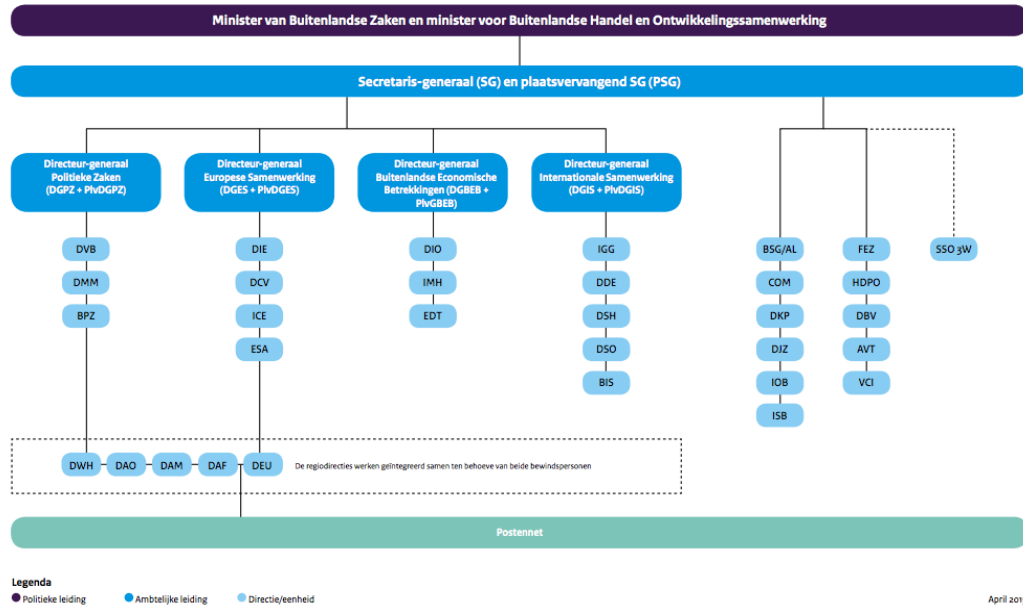 Minister van Buitenlandse Zaken en minister voor Buitenlandse Handel en Ontwikkelingssamenwerking
Secretaris-generaal (SG) en plaatsvervangend SG (PSG)
Directeur-generaal
Politieke Zaken
(DGPZ + PlvDGPZ)
Directeur-generaal
Europese Samenwerking
(DGES + PlvDGES)
Directeur-generaal
Buitenlandse Economische
Betrekkingen (DGBEB +
PlvGBEB)
Directeur-generaal
Internationale Samenwerking
(DGIS + PlvDGIS)
DVB
DMM
BPZ
DIE
DCV
ICE
ESA
DIO
IMH
EDT
IGG
DDE
DSH
DSO
BIS
BSG/AL
COM
DKP
DJZ
IOB
ISB
FEZ
HDPO
DBV
AVT
VCI
SSO 3W
DWH DAO DAM DAF DEU De regiodirecties werken geïntegreerd samen ten behoeve van beide bewindspersonen
Postennet
Legenda
Politieke leiding Ambtelijke leiding Directie/eenheid
April